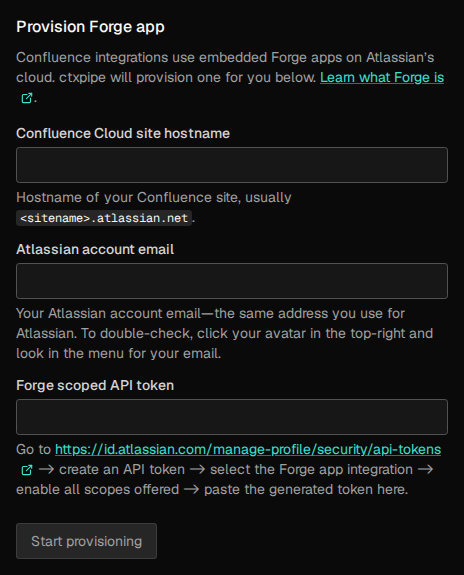 Provision Forge app
Confluence integrations use embedded Forge apps on Atlassian's
cloud. ctxpipe will provision one for you below. Learn what Forge is
.
Confluence Cloud site hostname
Hostname of your Confluence site, usually
<sitename>.atlassian.net.
Atlassian account email
Your Atlassian account email—the same address you use for
Atlassian. To double-check, click your avatar in the top-right and
look in the menu for your email.
Forge scoped API token
Go to https://id.atlassian.com/manage-profile/security/api-tokens
→ create an API token → select the Forge app integration →
enable all scopes offered → paste the generated token here.
Start provisioning